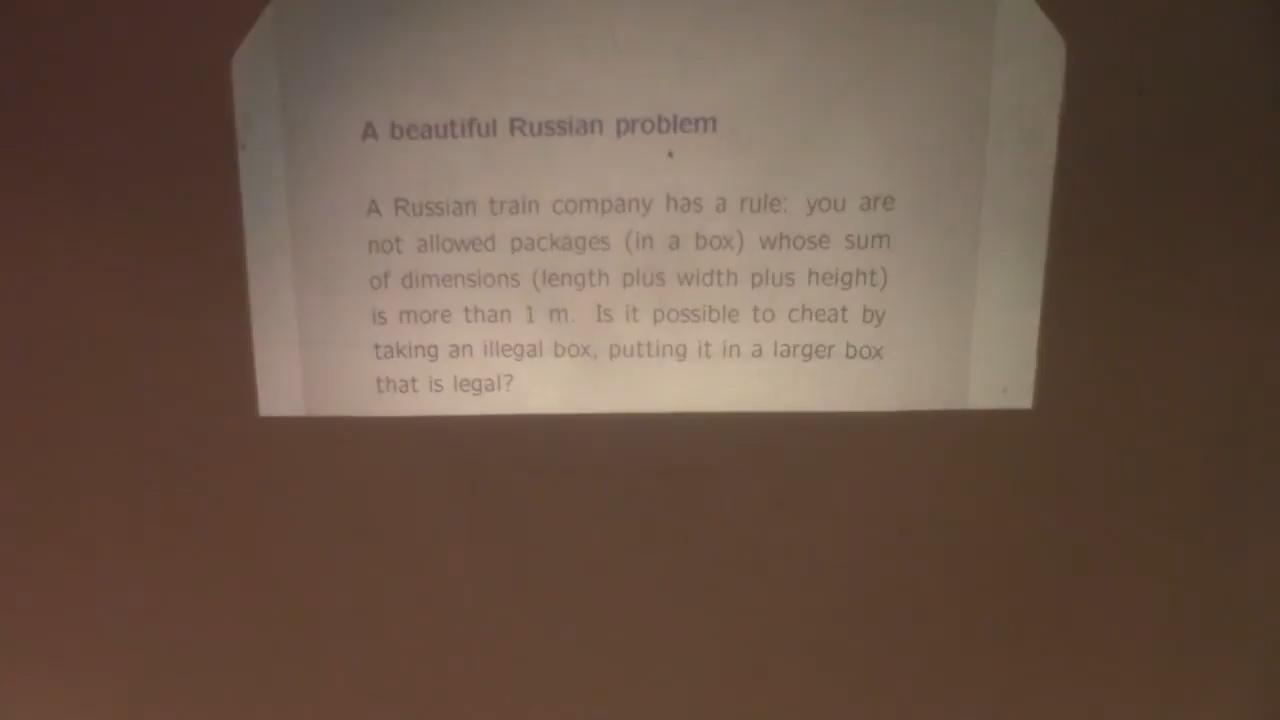 A beautiful Russian problem
A Russian train company has a rule: you are
not allowed packages (in a box) whose sum
of dimensions (length plus width plus height)
is more than 1 m. Is it possible to cheat by
taking an illegal box, putting it in a larger box
that is legal?